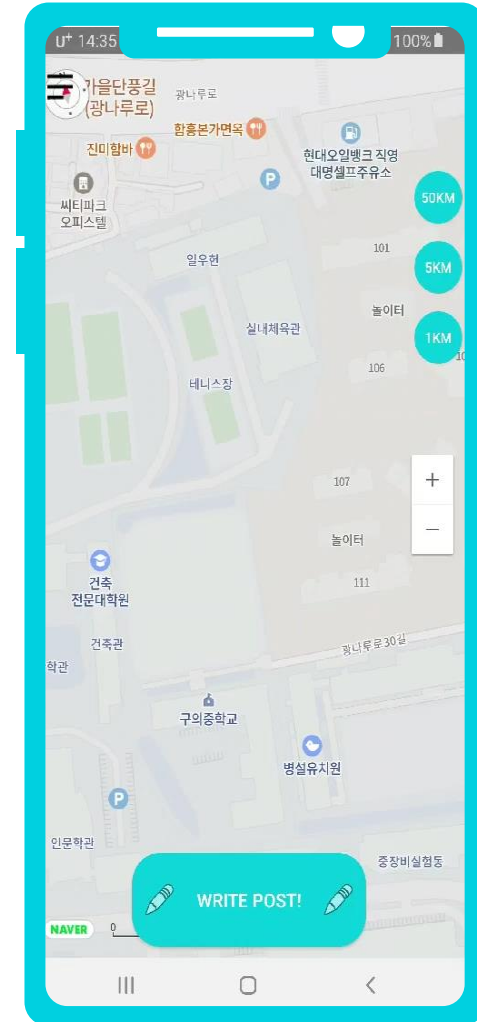 U+ 14:35
100%
가을단풍길
(광나루로)
광나루로
함흥본가면옥
진미함바
현대오일뱅크 직영
대명셀프주유소
P
씨티파크
오피스텔
50KM
101
일우헌
5KM
놀이터
실내체육관
1KM
106
테니스장
107
+
놀이터
−
건축
전문대학원
111
건축관
광나루로30길
학관
구의중학교
병설유치원
P
인문학관
중장비실험동
WRITE POST!
NAVER
0